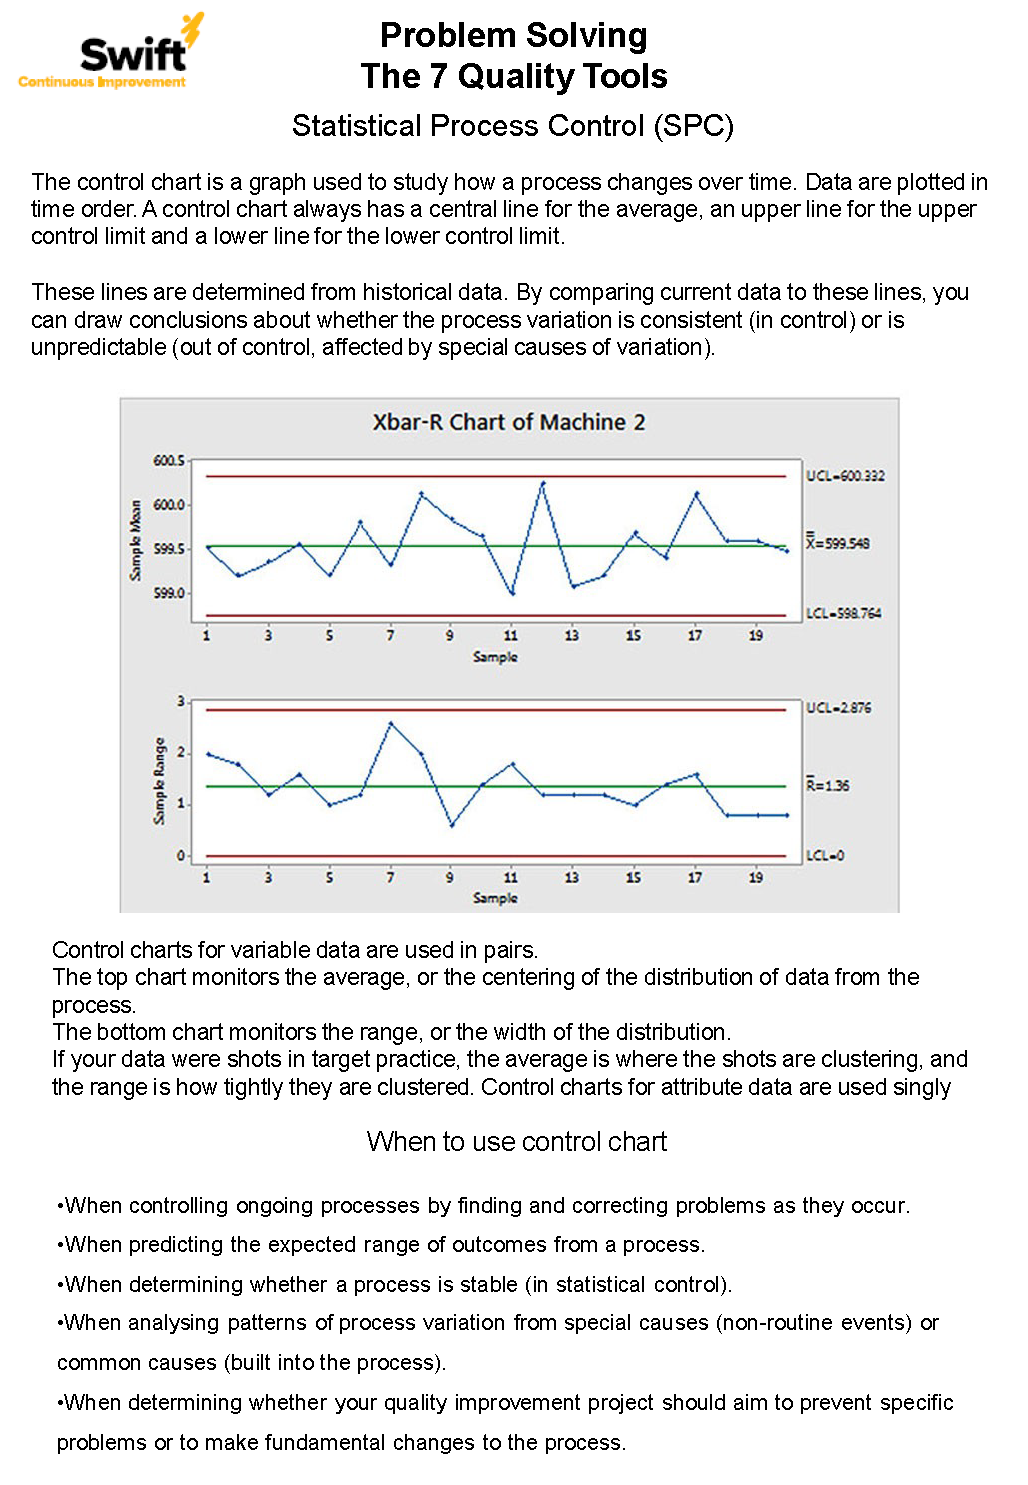 Swift
Continuous Improvement
Problem Solving
The 7 Quality Tools
Statistical Process Control (SPC)
The control chart is a graph used to study how a process changes over time. Data are plotted in
time order. A control chart always has a central line for the average, an upper line for the upper
control limit and a lower line for the lower control limit.
These lines are determined from historical data. By comparing current data to these lines, you
can draw conclusions about whether the process variation is consistent (in control) or is
unpredictable (out of control, affected by special causes of variation).
Xbar-R Chart of Machine 2
Sample Mean
600.5
600.0
599.5
599.0
UCL=600.332
X̿=599.548
LCL=598.764
1 3 5 7 9 11 13 15 17 19
Sample
Sample Range
3
2
1
0
UCL=2.876
R̅=1.36
LCL=0
1 3 5 7 9 11 13 15 17 19
Sample
Control charts for variable data are used in pairs.
The top chart monitors the average, or the centering of the distribution of data from the
process.
The bottom chart monitors the range, or the width of the distribution.
If your data were shots in target practice, the average is where the shots are clustering, and
the range is how tightly they are clustered. Control charts for attribute data are used singly
When to use control chart
•When controlling ongoing processes by finding and correcting problems as they occur.
•When predicting the expected range of outcomes from a process.
•When determining whether a process is stable (in statistical control).
•When analysing patterns of process variation from special causes (non-routine events) or
common causes (built into the process).
•When determining whether your quality improvement project should aim to prevent specific
problems or to make fundamental changes to the process.